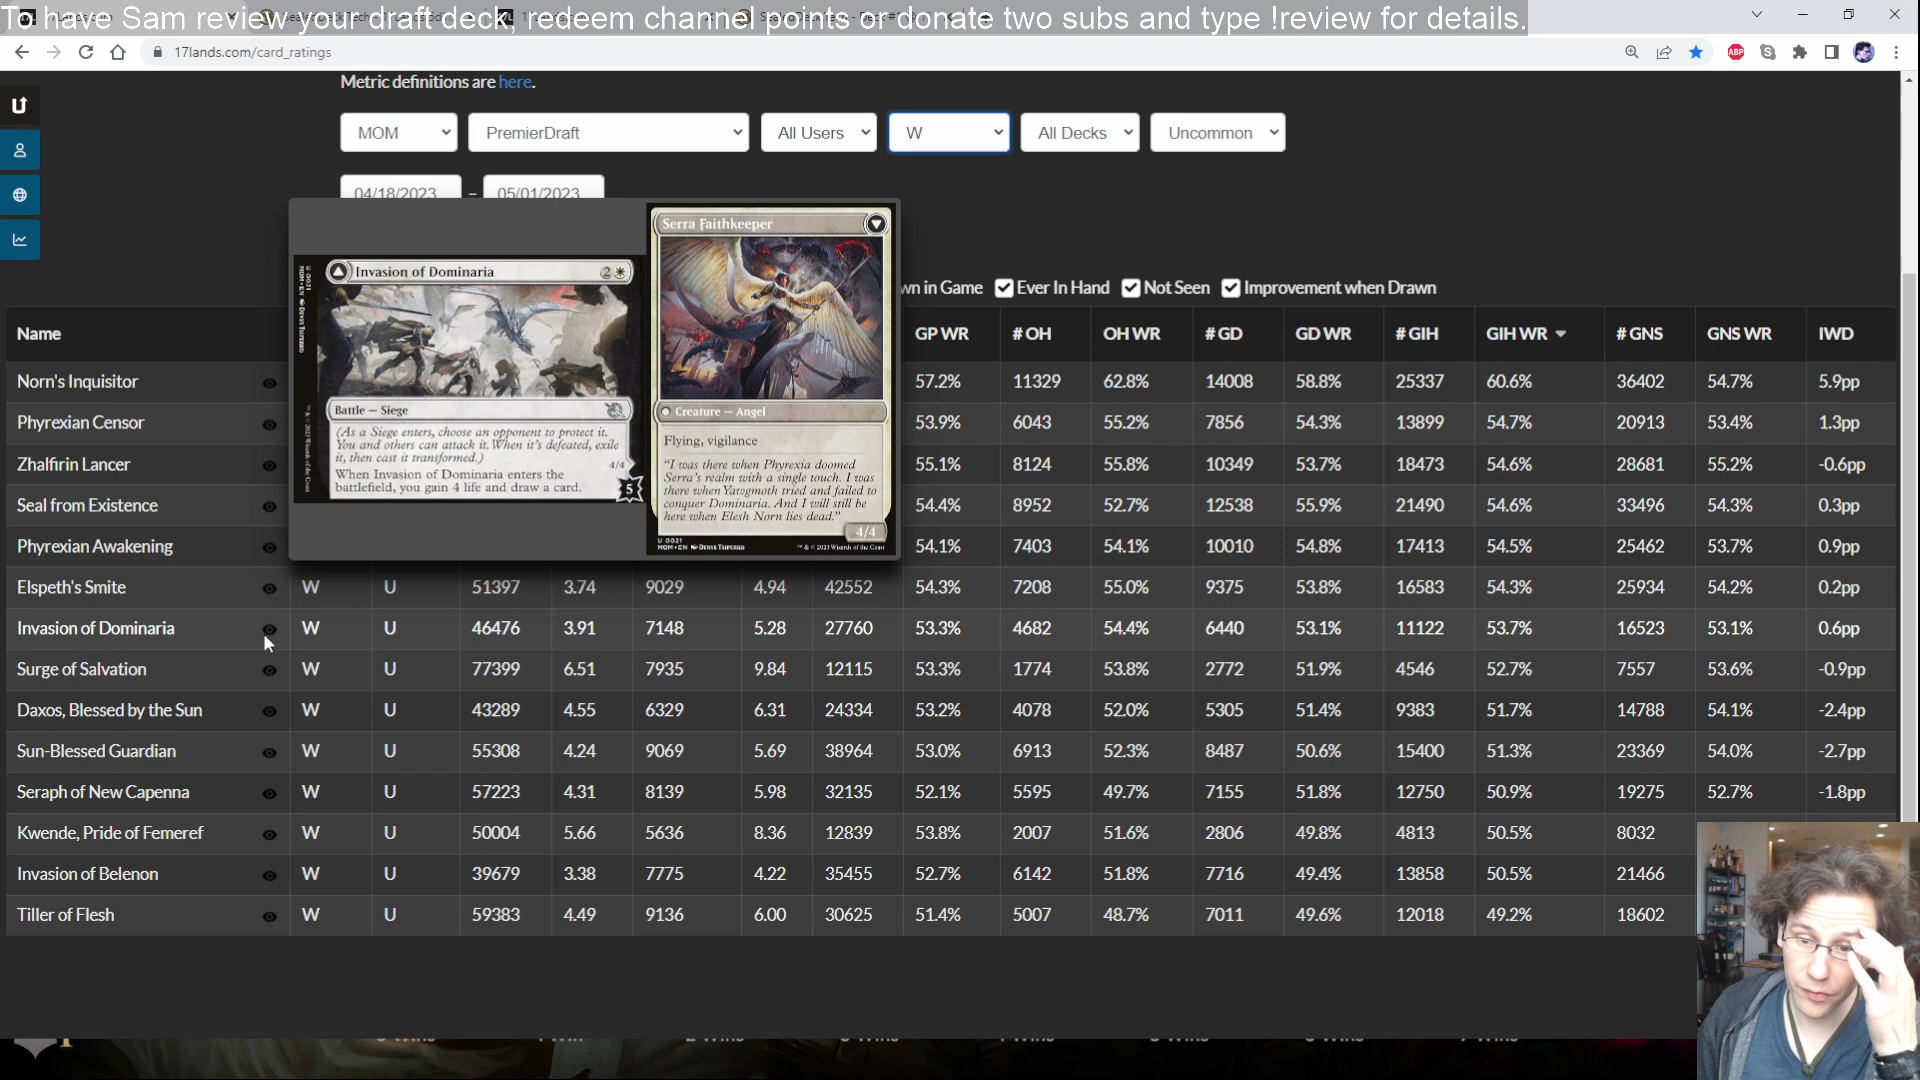 To have Sam review your draft deck, redeem channel points or donate two subs and type !review for details.
17lands.com/card_ratings
ABP
Metric definitions are here.
MOM PremierDraft All Users W All Decks Uncommon
04/18/2023 – 05/01/2023
Invasion of Dominaria 2
Battle — Siege
(As a Siege enters, choose an opponent to protect it.
You and others can attack it. When it's defeated, exile
it, then cast it transformed.)
4/4
When Invasion of Dominaria enters the
battlefield, you gain 4 life and draw a card.
5
Serra Faithkeeper
Creature — Angel
Flying, vigilance
"I was there when Phyrexia doomed
Serra's realm with a single touch. I was
there when Yawgmoth tried and failed to
conquer Dominaria. And I will still be
here when Elesh Norn lies dead."
4/4
U 0021
MOM • EN
™ & © 2023 Wizards of the Coast
wn in Game Ever In Hand Not Seen Improvement when Drawn
Name GP WR # OH OH WR # GD GD WR # GIH GIH WR # GNS GNS WR IWD
Norn's Inquisitor 57.2% 11329 62.8% 14008 58.8% 25337 60.6% 36402 54.7% 5.9pp
Phyrexian Censor 53.9% 6043 55.2% 7856 54.3% 13899 54.7% 20913 53.4% 1.3pp
Zhalfirin Lancer 55.1% 8124 55.8% 10349 53.7% 18473 54.6% 28681 55.2% -0.6pp
Seal from Existence 54.4% 8952 52.7% 12538 55.9% 21490 54.6% 33496 54.3% 0.3pp
Phyrexian Awakening 54.1% 7403 54.1% 10010 54.8% 17413 54.5% 25462 53.7% 0.9pp
Elspeth's Smite W U 51397 3.74 9029 4.94 42552 54.3% 7208 55.0% 9375 53.8% 16583 54.3% 25934 54.2% 0.2pp
Invasion of Dominaria W U 46476 3.91 7148 5.28 27760 53.3% 4682 54.4% 6440 53.1% 11122 53.7% 16523 53.1% 0.6pp
Surge of Salvation W U 77399 6.51 7935 9.84 12115 53.3% 1774 53.8% 2772 51.9% 4546 52.7% 7557 53.6% -0.9pp
Daxos, Blessed by the Sun W U 43289 4.55 6329 6.31 24334 53.2% 4078 52.0% 5305 51.4% 9383 51.7% 14788 54.1% -2.4pp
Sun-Blessed Guardian W U 55308 4.24 9069 5.69 38964 53.0% 6913 52.3% 8487 50.6% 15400 51.3% 23369 54.0% -2.7pp
Seraph of New Capenna W U 57223 4.31 8139 5.98 32135 52.1% 5595 49.7% 7155 51.8% 12750 50.9% 19275 52.7% -1.8pp
Kwende, Pride of Femeref W U 50004 5.66 5636 8.36 12839 53.8% 2007 51.6% 2806 49.8% 4813 50.5% 8032
Invasion of Belenon W U 39679 3.38 7775 4.22 35455 52.7% 6142 51.8% 7716 49.4% 13858 50.5% 21466
Tiller of Flesh W U 59383 4.49 9136 6.00 30625 51.4% 5007 48.7% 7011 49.6% 12018 49.2% 18602